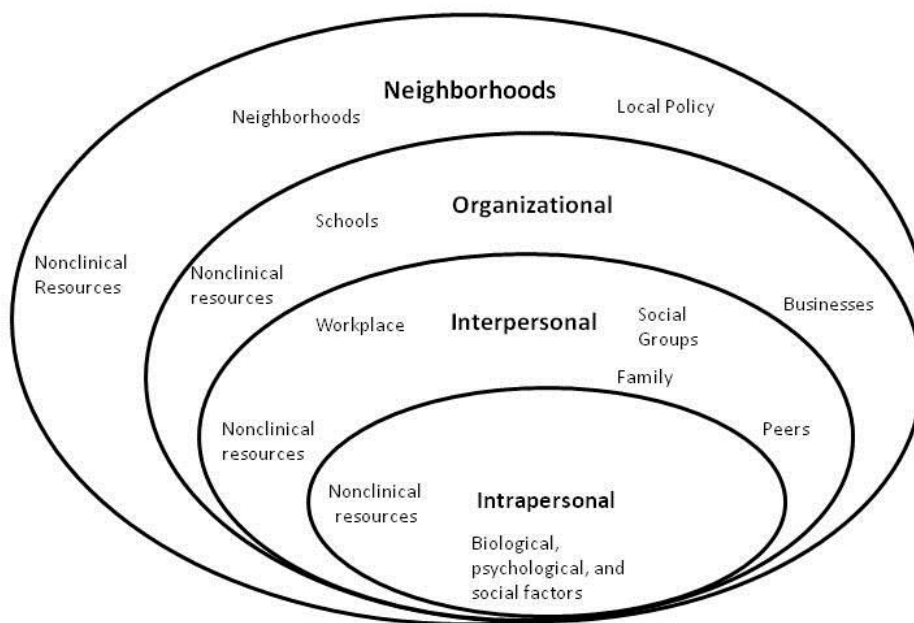 Neighborhoods
Neighborhoods
Local Policy
Organizational
Schools
Nonclinical
Resources
Nonclinical
resources
Businesses
Interpersonal
Workplace
Social
Groups
Family
Nonclinical
resources
Peers
Nonclinical
resources
Intrapersonal
Biological,
psychological, and
social factors